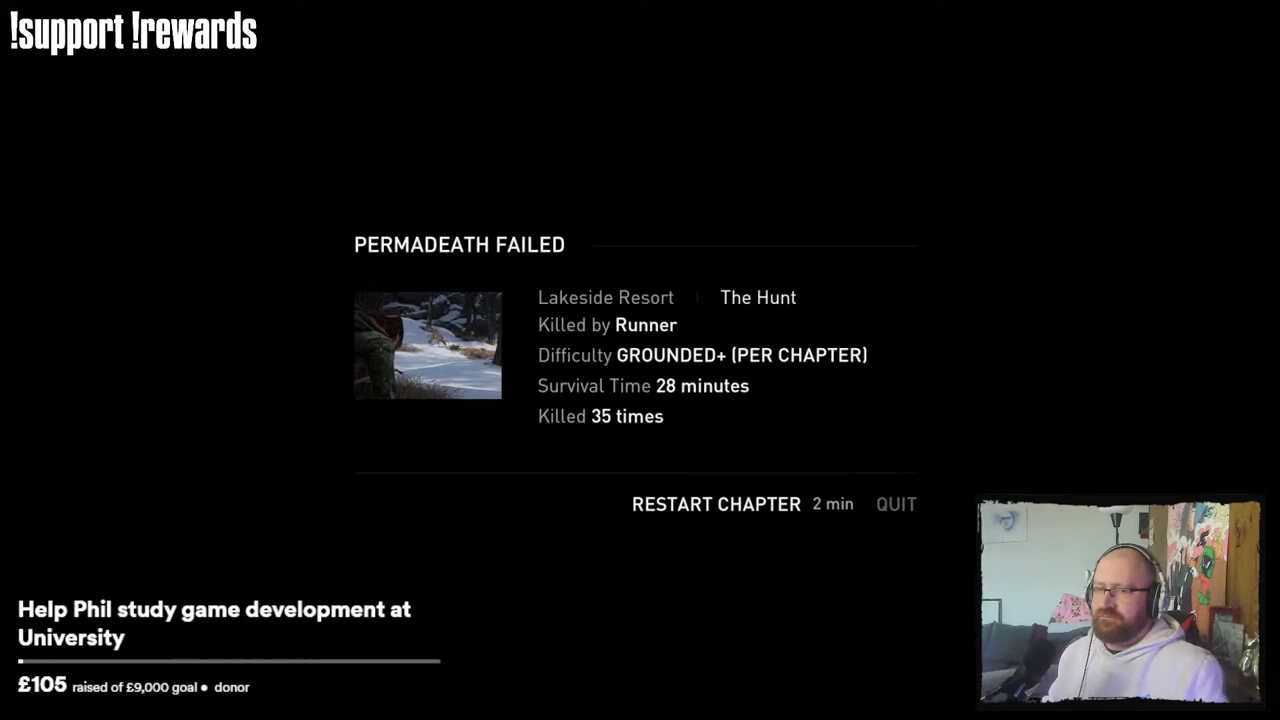 !support !rewards
PERMADEATH FAILED
Lakeside Resort | The Hunt
Killed by Runner
Difficulty GROUNDED+ (PER CHAPTER)
Survival Time 28 minutes
Killed 35 times
RESTART CHAPTER 2 min QUIT
Help Phil study game development at
University
£105 raised of £9,000 goal • donor